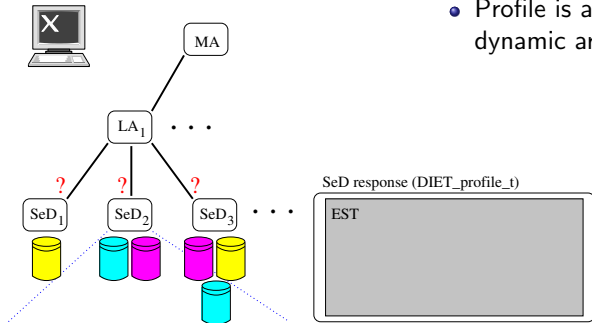 • Profile is a
dynamic ar
X
MA
LA1 . . .
? ? ?
SeD response (DIET_profile_t)
SeD1 SeD2 SeD3 . . .
EST